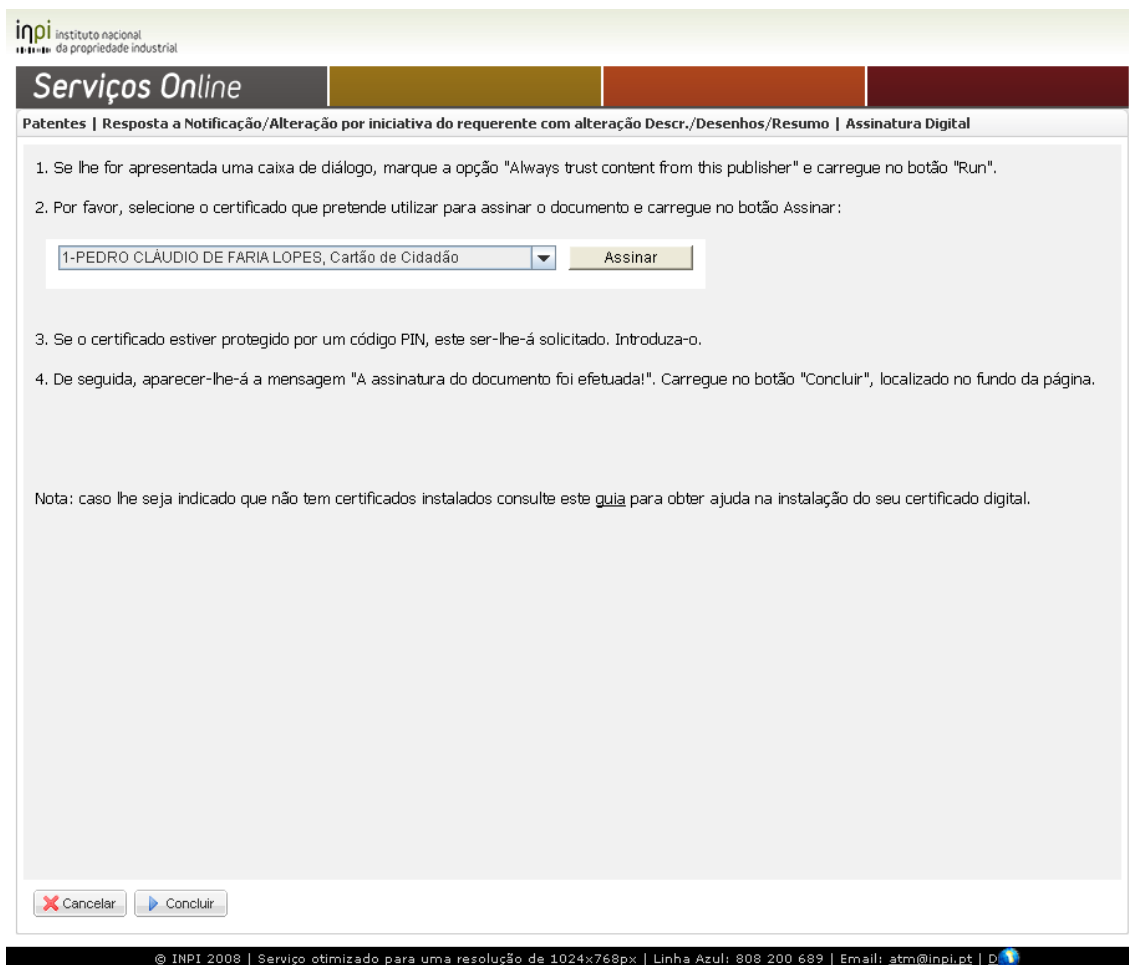 inpi instituto nacional
da propriedade industrial
Serviços Online
Patentes | Resposta a Notificação/Alteração por iniciativa do requerente com alteração Descr./Desenhos/Resumo | Assinatura Digital
1. Se lhe for apresentada uma caixa de diálogo, marque a opção "Always trust content from this publisher" e carregue no botão "Run".
2. Por favor, selecione o certificado que pretende utilizar para assinar o documento e carregue no botão Assinar:
1-PEDRO CLÁUDIO DE FARIA LOPES, Cartão de Cidadão
Assinar
3. Se o certificado estiver protegido por um código PIN, este ser-lhe-á solicitado. Introduza-o.
4. De seguida, aparecer-lhe-á a mensagem "A assinatura do documento foi efetuada!". Carregue no botão "Concluir", localizado no fundo da página.
Nota: caso lhe seja indicado que não tem certificados instalados consulte este guia para obter ajuda na instalação do seu certificado digital.
Cancelar Concluir
© INPI 2008 | Serviço otimizado para uma resolução de 1024x768px | Linha Azul: 808 200 689 | Email: atm@inpi.pt | D